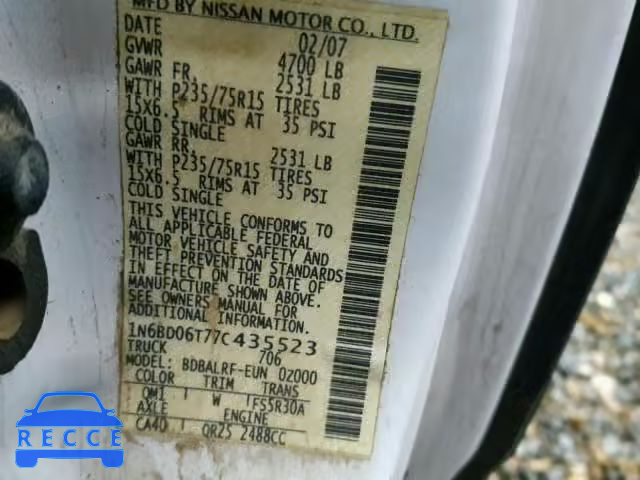 MFD BY NISSAN MOTOR CO., LTD.
DATE 02/07
GVWR 4700 LB
GAWR FR. 2531 LB
WITH P235/75R15 TIRES
15X6.5 RIMS AT 35 PSI
COLD SINGLE
GAWR RR. 2531 LB
WITH P235/75R15 TIRES
15X6.5 RIMS AT 35 PSI
COLD SINGLE
THIS VEHICLE CONFORMS TO
ALL APPLICABLE FEDERAL
MOTOR VEHICLE SAFETY AND
THEFT PREVENTION STANDARDS
IN EFFECT ON THE DATE OF
MANUFACTURE SHOWN ABOVE.
SEE OWNERS MANUAL FOR
ADDITIONAL INFORMATION.
1N6BD06T77C435523
TRUCK 706
MODEL: BDBALRF-EUN 02000
COLOR TRIM TRANS
QM1 W FS5R30A
AXLE ENGINE
CA40 QR25 2488CC
RECCE